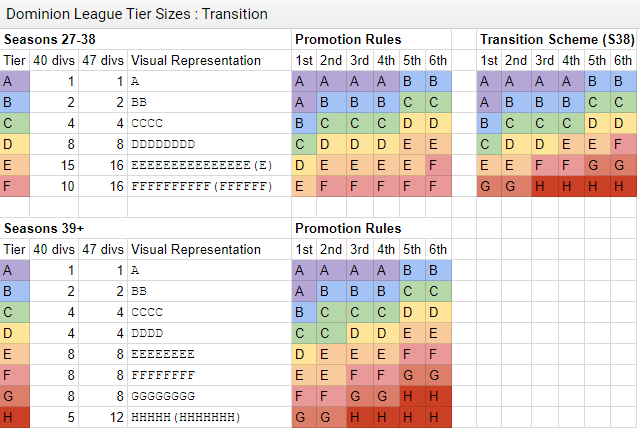 Dominion League Tier Sizes : Transition
Seasons 27-38 Promotion Rules Transition Scheme (S38)
Tier 40 divs 47 divs Visual Representation 1st 2nd 3rd 4th 5th 6th 1st 2nd 3rd 4th 5th 6th
A 1 1 A A A A A B B A A A A B B
B 2 2 BB A B B B C C A B B B C C
C 4 4 CCCC B C C C D D B C C C D D
D 8 8 DDDDDDDD C D D D E E C D D E E F
E 15 16 EEEEEEEEEEEEEEE(E) D E E E E F E E F F G G
F 10 16 FFFFFFFFFF(FFFFFF) E F F F F F G G H H H H
Seasons 39+ Promotion Rules
Tier 40 divs 47 divs Visual Representation 1st 2nd 3rd 4th 5th 6th
A 1 1 A A A A A B B
B 2 2 BB A B B B C C
C 4 4 CCCC B C C C D D
D 4 4 DDDD C C D D E E
E 8 8 EEEEEEEE D E E E F F
F 8 8 FFFFFFFF E E F F G G
G 8 8 GGGGGGGG F F G G H H
H 5 12 HHHHH(HHHHHHH) G G H H H H